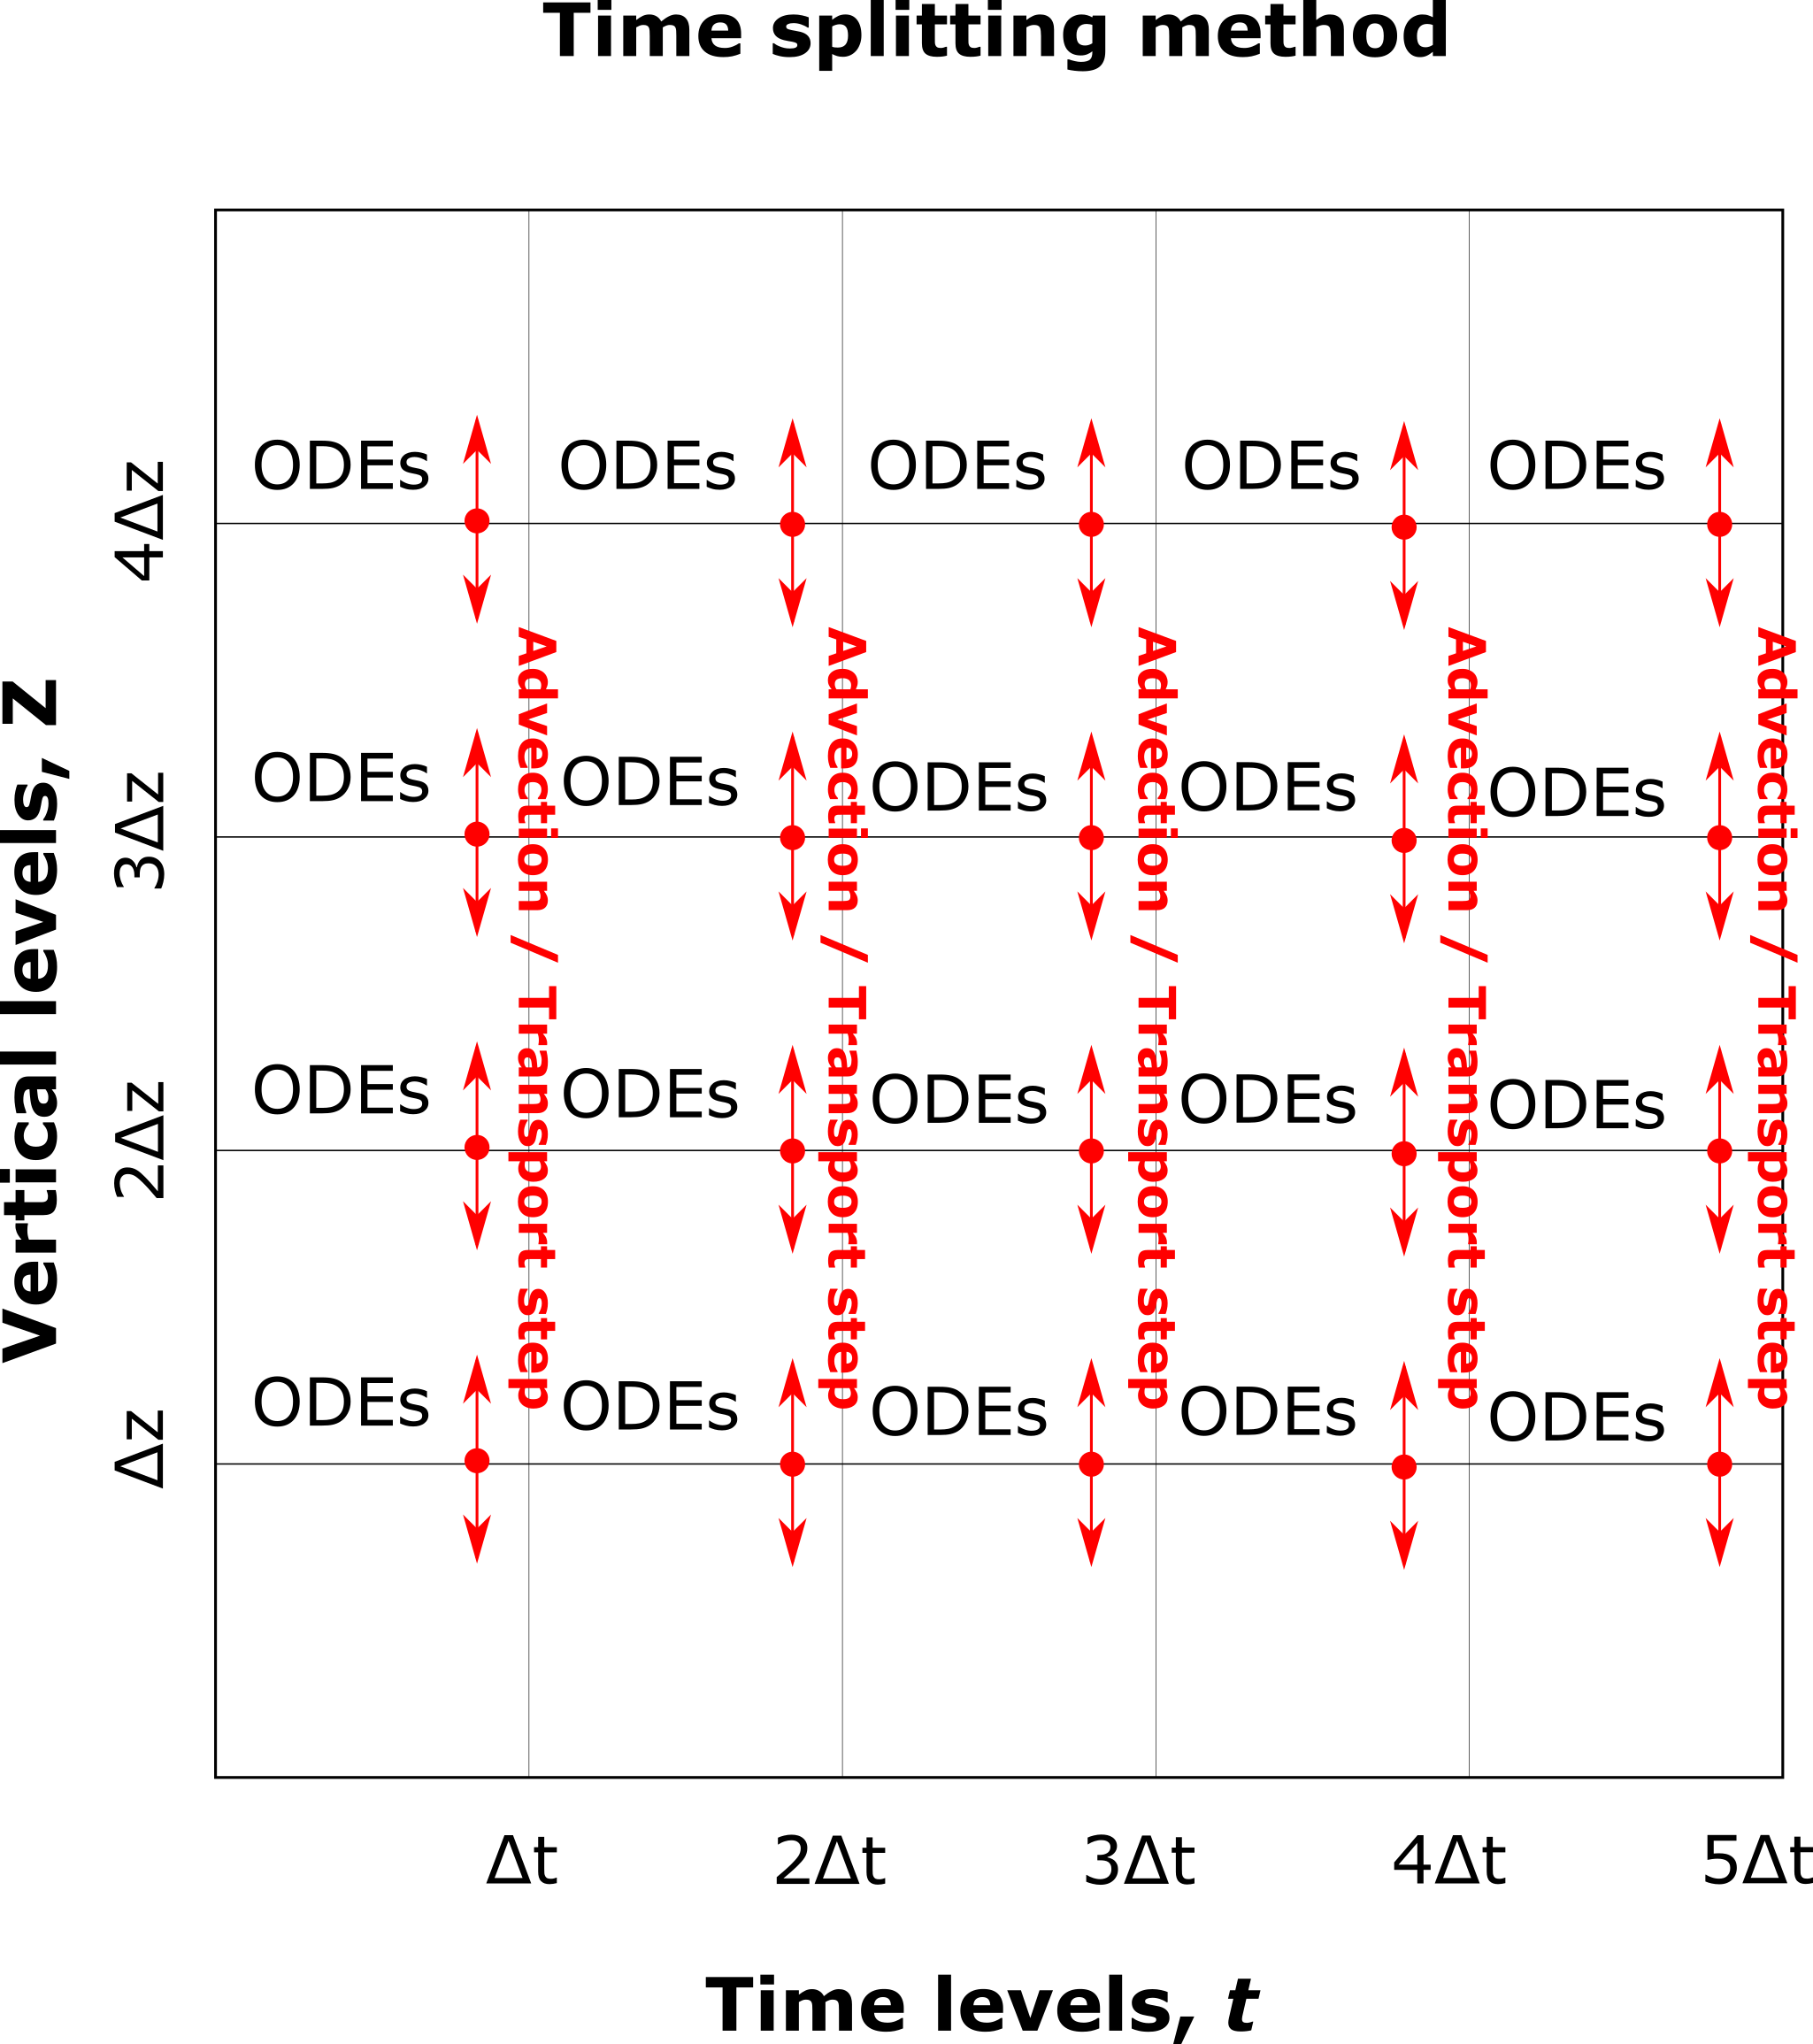 Time splitting method
Vertical levels, z
4Δz
ODEs ODEs ODEs ODEs ODEs
3Δz
ODEs ODEs ODEs ODEs ODEs
2Δz
ODEs ODEs ODEs ODEs ODEs
Δz
ODEs ODEs ODEs ODEs ODEs
Advection / Transport step
Advection / Transport step
Advection / Transport step
Advection / Transport step
Advection / Transport step
Δt 2Δt 3Δt 4Δt 5Δt
Time levels, t